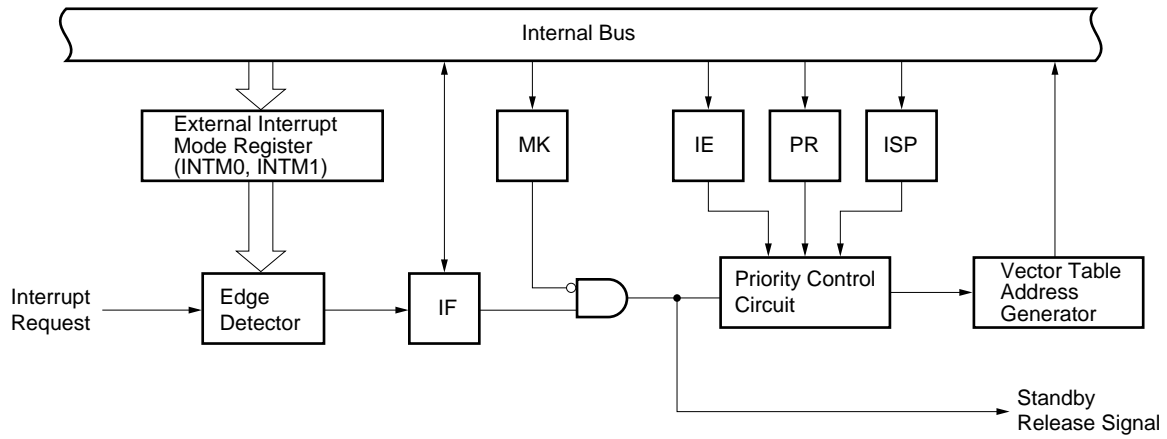 Internal Bus
External Interrupt
Mode Register
(INTM0, INTM1)
MK
IE
PR
ISP
Interrupt
Request
Edge
Detector
IF
Priority Control
Circuit
Vector Table
Address
Generator
Standby
Release Signal